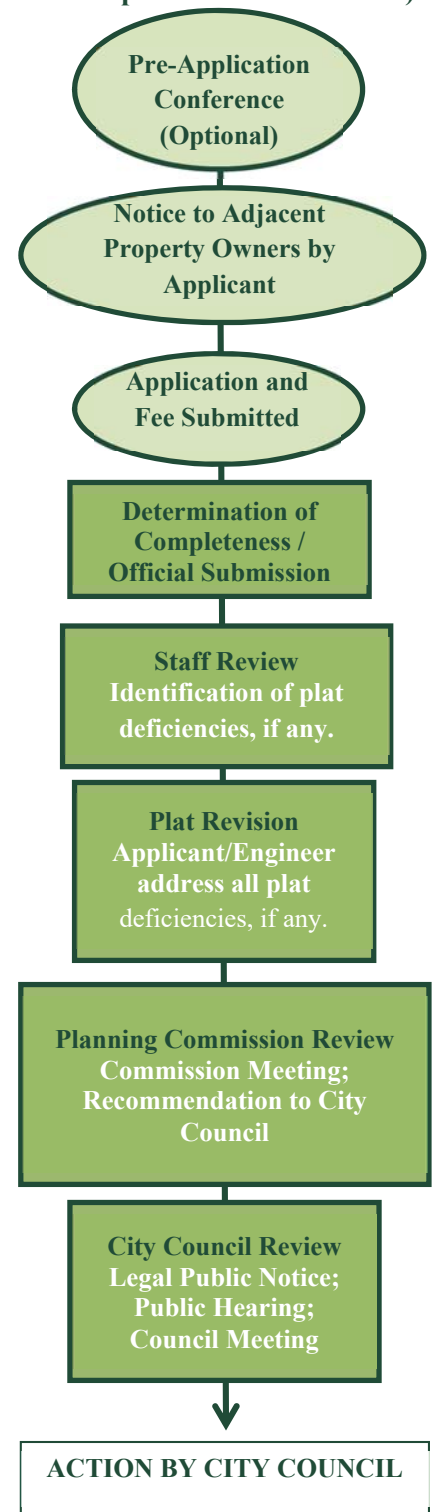 Pre-Application
Conference
(Optional)
Notice to Adjacent
Property Owners by
Applicant
Application and
Fee Submitted
Determination of
Completeness /
Official Submission
Staff Review
Identification of plat
deficiencies, if any.
Plat Revision
Applicant/Engineer
address all plat
deficiencies, if any.
Planning Commission Review
Commission Meeting;
Recommendation to City
Council
City Council Review
Legal Public Notice;
Public Hearing;
Council Meeting
ACTION BY CITY COUNCIL